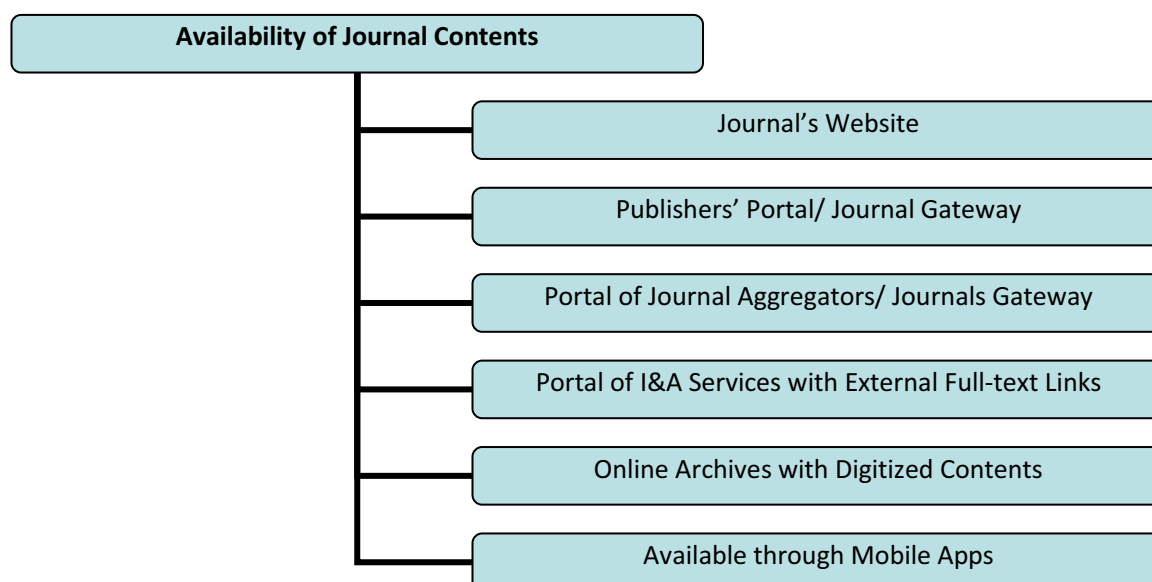 Availability of Journal Contents
Journal’s Website
Publishers’ Portal/ Journal Gateway
Portal of Journal Aggregators/ Journals Gateway
Portal of I&A Services with External Full-text Links
Online Archives with Digitized Contents
Available through Mobile Apps